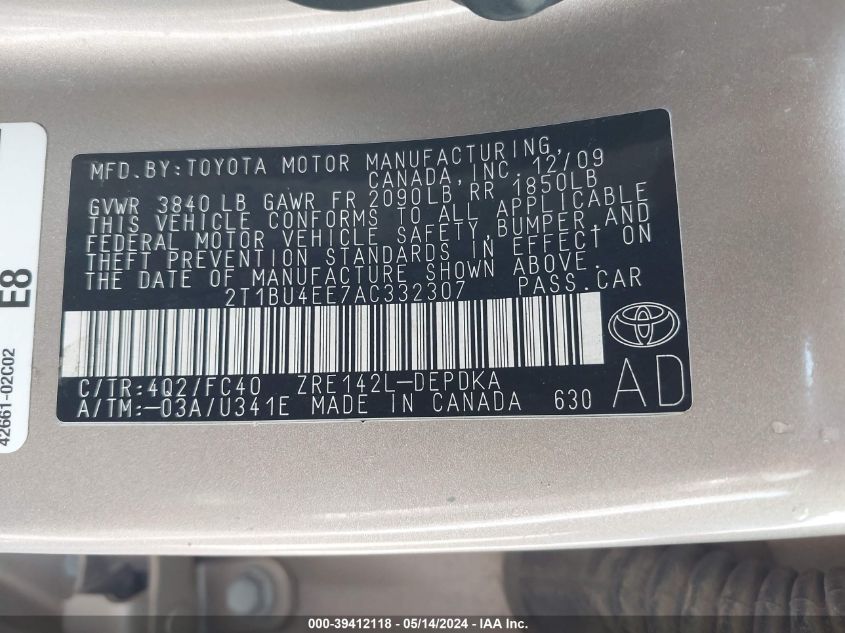 MFD.BY:TOYOTA MOTOR MANUFACTURING,
CANADA,INC. 12/09
GVWR 3840 LB GAWR FR 2090LB RR 1850LB
THIS VEHICLE CONFORMS TO ALL APPLICABLE
FEDERAL MOTOR VEHICLE SAFETY,BUMPER,AND
THEFT PREVENTION STANDARDS IN EFFECT ON
THE DATE OF MANUFACTURE SHOWN ABOVE.
2T1BU4EE7AC332307 PASS.CAR
C/TR:4Q2/FC40 ZRE142L-DEPDKA
A/TM:-03A/U341E MADE IN CANADA 630
AD
E8
42661-02C02
000-39412118 - 05/14/2024 - IAA Inc.